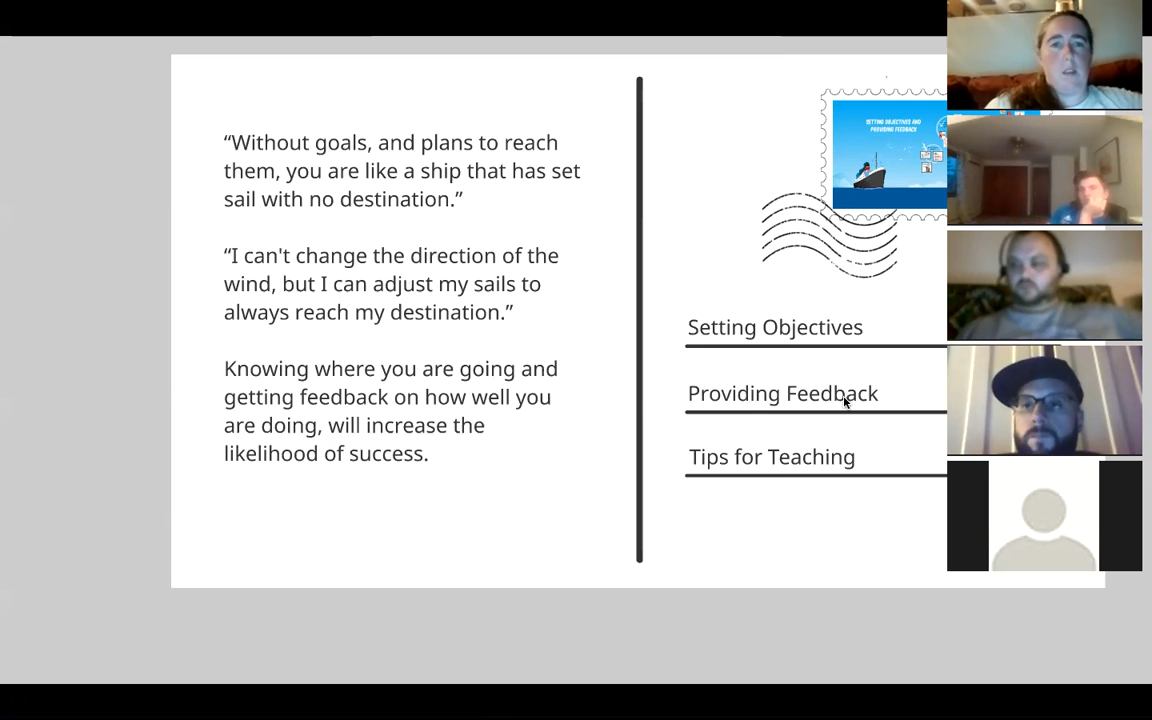 “Without goals, and plans to reach
them, you are like a ship that has set
sail with no destination.”
“I can't change the direction of the
wind, but I can adjust my sails to
always reach my destination.”
Knowing where you are going and
getting feedback on how well you
are doing, will increase the
likelihood of success.
SETTING OBJECTIVES AND
PROVIDING FEEDBACK
Setting Objectives
Providing Feedback
Tips for Teaching